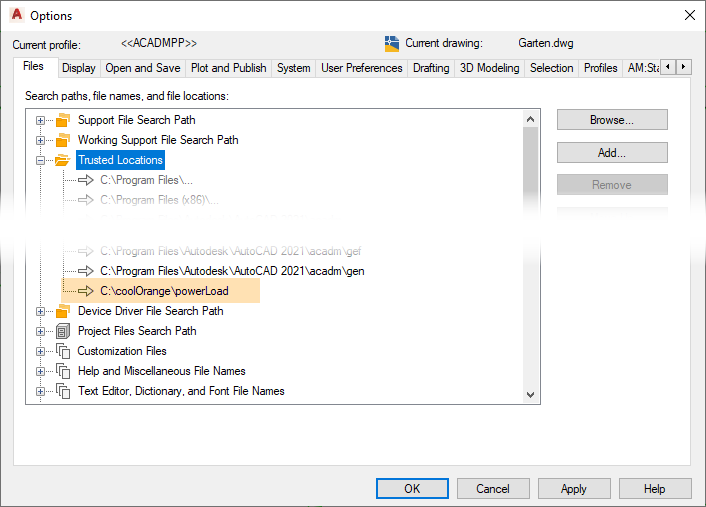 A Options
Current profile: <<ACADMPP>> Current drawing: Garten.dwg
Files Display Open and Save Plot and Publish System User Preferences Drafting 3D Modeling Selection Profiles AM:Sta
Search paths, file names, and file locations:
Support File Search Path
Browse...
Working Support File Search Path
Add...
Trusted Locations
C:\Program Files\...
Remove
C:\Program Files (x86)\...
C:\Program Files\Autodesk\AutoCAD 2021\acadm\gef
C:\Program Files\Autodesk\AutoCAD 2021\acadm\gen
C:\coolOrange\powerLoad
Device Driver File Search Path
Project Files Search Path
Customization Files
Help and Miscellaneous File Names
Text Editor, Dictionary, and Font File Names
OK Cancel Apply Help